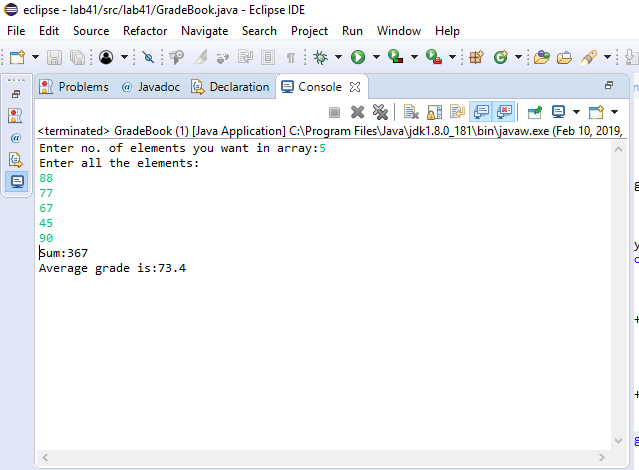 eclipse - lab41/src/lab41/GradeBook.java - Eclipse IDE
File Edit Source Refactor Navigate Search Project Run Window Help
Problems @ Javadoc Declaration Console
<terminated> GradeBook (1) [Java Application] C:\Program Files\Java\jdk1.8.0_181\bin\javaw.exe (Feb 10, 2019,
Enter no. of elements you want in array:5
Enter all the elements:
88
77
67
45
90
Sum:367
Average grade is:73.4